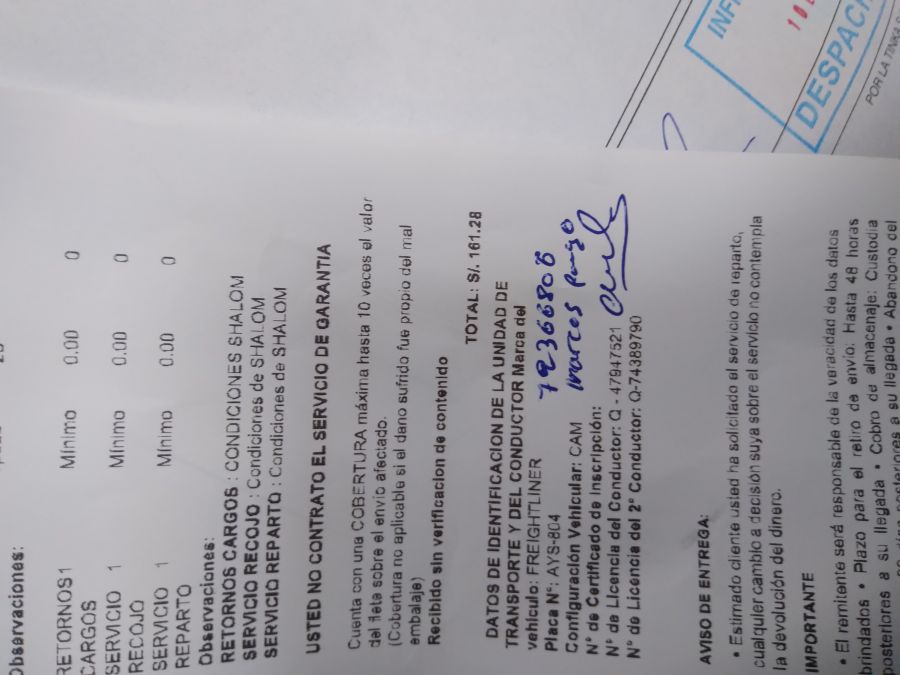 Observaciones:
RETORNOS 1 Mínimo 0.00 0
CARGOS
SERVICIO 1 Mínimo 0.00 0
RECOJO
SERVICIO 1 Mínimo 0.00 0
REPARTO
Observaciones:
RETORNOS CARGOS : CONDICIONES SHALOM
SERVICIO RECOJO : Condiciones de SHALOM
SERVICIO REPARTO : Condiciones de SHALOM
USTED NO CONTRATO EL SERVICIO DE GARANTIA
Cuenta con una COBERTURA máxima hasta 10 veces el valor
del flete sobre el envío afectado.
(Cobertura no aplicable si el dano sufrido fue propio del mal
embalaje)
Recibido sin verificacion de contenido
TOTAL: S/. 161.28
DATOS DE IDENTIFICACION DE LA UNIDAD DE
TRANSPORTE Y DEL CONDUCTOR Marca del
vehiculo: FREIGHTLINER
72366806
Placa N°: AYS-804
Configuración Vehicular: CAM
marcos
N° de Certificado de Inscripción:
N° de Licencia del Conductor: Q - 47947521
N° de Licencia del 2° Conductor: Q-74389790
AVISO DE ENTREGA:
• Estimado cliente usted ha solicitado el servicio de reparto,
cualquier cambio a decisión suya sobre el servicio no contempla
la devolución del dinero.
IMPORTANTE
• El remitente será responsable de la veracidad de los datos
brindados • Plazo para el retiro de envio: Hasta 48 horas
posteriores a su llegada • Cobro de almacenaje: Custodia
posteriores a su llegada • Abandono del
INF
10
DESPAC
POR LA TINKA S